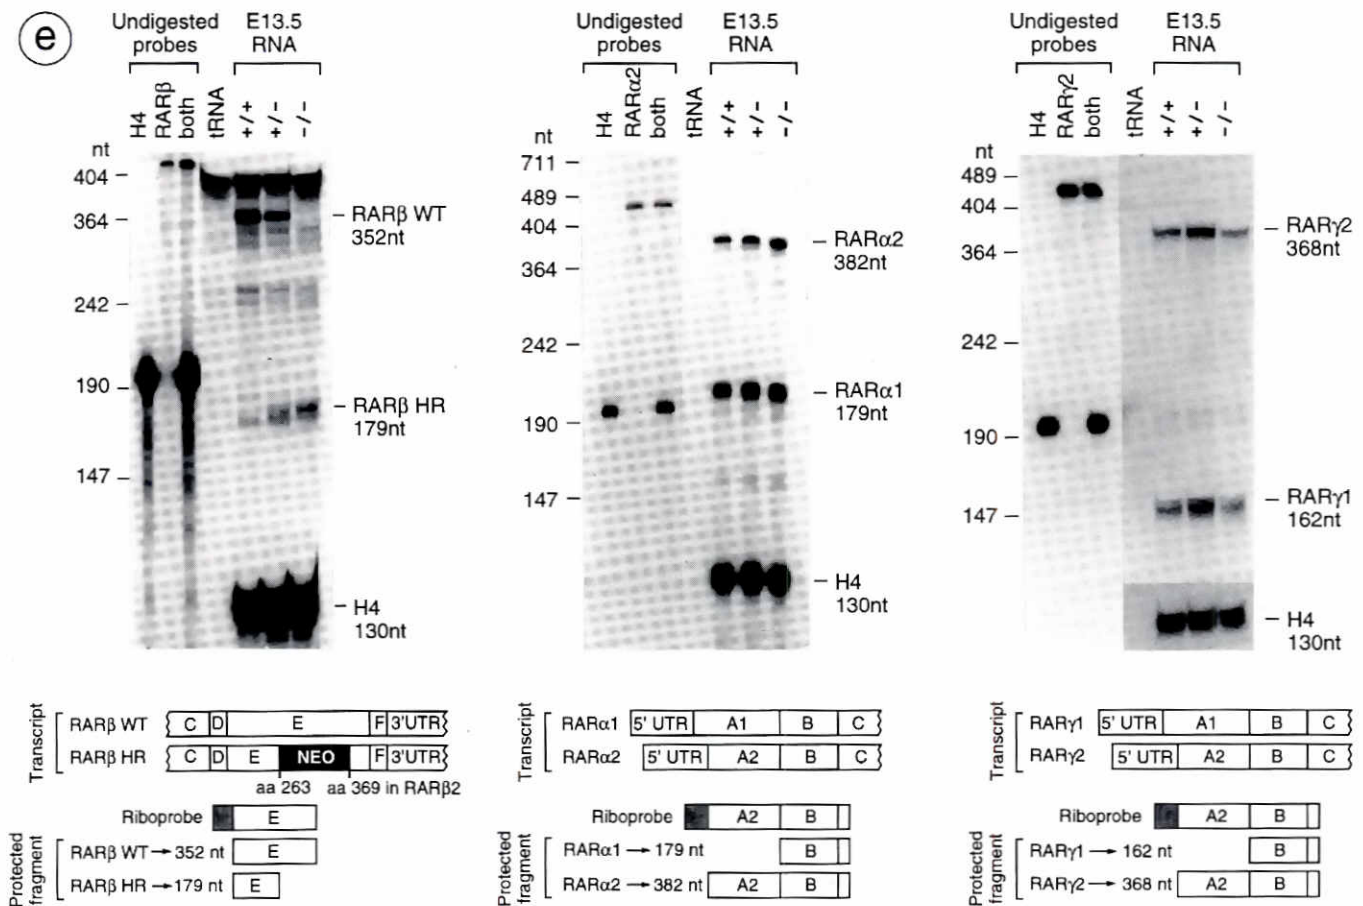 e
Undigested probes
E13.5 RNA
H4
RARβ
both
tRNA
+/+
+/-
-/-
nt
404
364
242
190
147
RARβ WT
352nt
RARβ HR
179nt
H4
130nt
Undigested probes
E13.5 RNA
H4
RARα2
both
tRNA
+/+
+/-
-/-
nt
711
489
404
364
242
190
147
RARα2
382nt
RARα1
179nt
H4
130nt
Undigested probes
E13.5 RNA
H4
RARγ2
both
tRNA
+/+
+/-
-/-
nt
489
404
364
242
190
147
RARγ2
368nt
RARγ1
162nt
H4
130nt
Transcript
RARβ WT C D E F 3'UTR
RARβ HR C D E NEO F 3'UTR
aa 263 aa 369 in RARβ2
Riboprobe E
Protected fragment
RARβ WT → 352 nt E
RARβ HR → 179 nt E
Transcript
RARα1 5' UTR A1 B C
RARα2 5' UTR A2 B C
Riboprobe A2 B
Protected fragment
RARα1 → 179 nt B
RARα2 → 382 nt A2 B
Transcript
RARγ1 5' UTR A1 B C
RARγ2 5' UTR A2 B C
Riboprobe A2 B
Protected fragment
RARγ1 → 162 nt B
RARγ2 → 368 nt A2 B